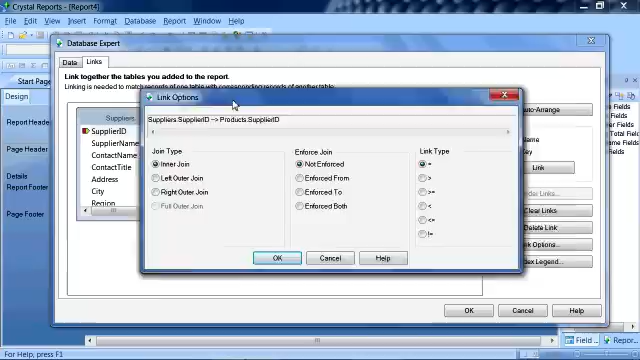 Crystal Reports - [Report4]
File Edit View Insert Format Database Report Window Help
Start Page
Design
Report Header
Page Header
Details
Report Footer
Page Footer
Database Expert
Data Links
Link together the tables you added to the report.
Linking is needed to match records of one table with corresponding records of another table.
Suppliers
SupplierID
SupplierName
ContactName
ContactTitle
Address
City
Region
Auto-Arrange
Name
Key
Link
Order Links
Clear Links
Delete Link
Link Options...
Index Legend...
OK Cancel Help
Link Options
Suppliers.SupplierID --> Products.SupplierID
Join Type
Inner Join
Left Outer Join
Right Outer Join
Full Outer Join
Enforce Join
Not Enforced
Enforced From
Enforced To
Enforced Both
Link Type
=
>
>=
<
<=
!=
OK Cancel Help
Fields
Field ... Repor...
For Help, press F1